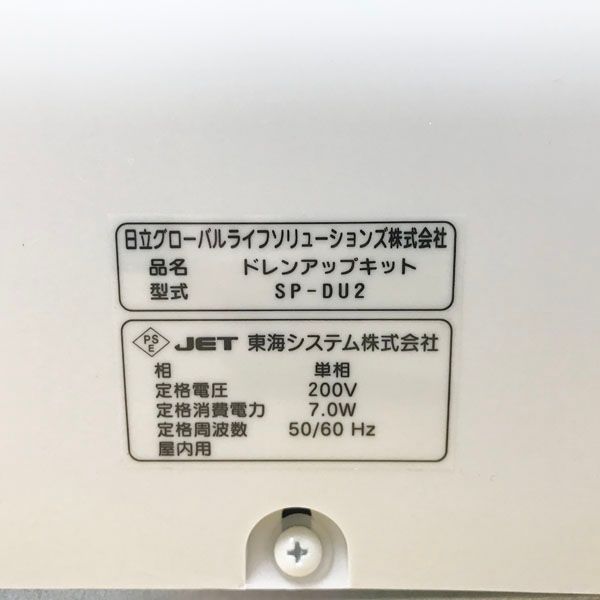 日立グローバルライフソリューションズ株式会社
品名 ドレンアップキット
型式 SP-DU2
PS E JET 東海システム株式会社
相 単相
定格電圧 200V
定格消費電力 7.0W
定格周波数 50/60 Hz
屋内用